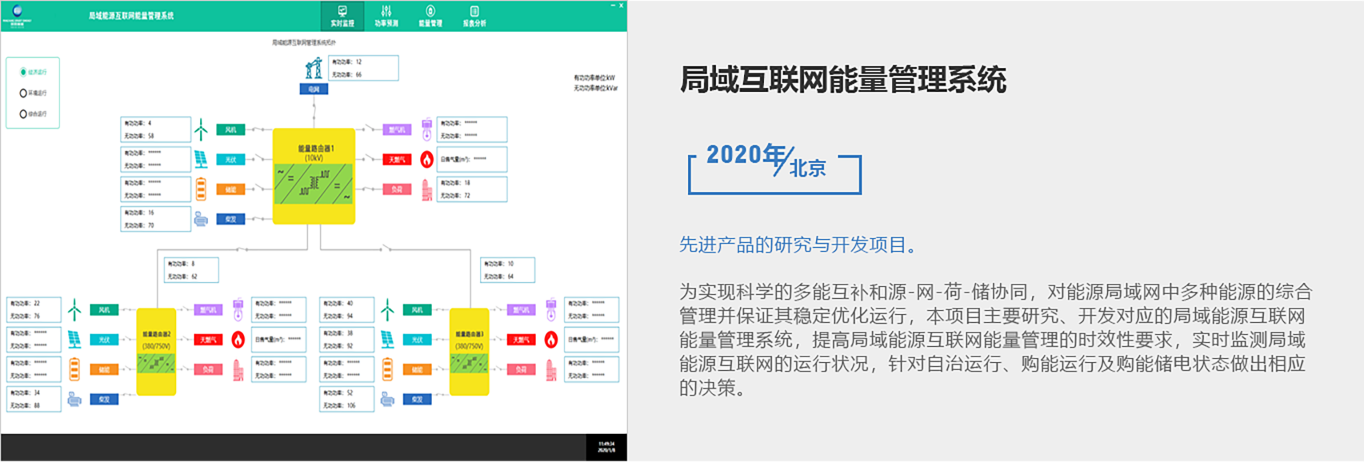 局域能源互联网能量管理系统
实时监控
功率预测
能量管理
报表分析
局域能源互联网管理系统拓扑
经济运行
环境运行
综合运行
有功功率单位:kW
无功功率单位:kVar
有功功率: 12
无功功率: 66
电网
有功功率: 4
无功功率: 58
风机
有功功率: ******
无功功率: ******
光伏
有功功率: ******
无功功率: ******
储能
有功功率: 16
无功功率: 70
柴发
能量路由器1
(10kV)
氢气机
有功功率: ******
无功功率: ******
天燃气
日供气量(m³): ******
负荷
有功功率: 18
无功功率: 72
有功功率: 8
无功功率: 62
有功功率: 10
无功功率: 64
有功功率: 22
无功功率: 76
风机
有功功率: ******
无功功率: ******
光伏
有功功率: ******
无功功率: ******
储能
有功功率: 34
无功功率: 88
柴发
能量路由器2
(380/750V)
氢气机
有功功率: ******
无功功率: ******
天燃气
日供气量(m³): ******
负荷
有功功率: ******
无功功率: ******
有功功率: 40
无功功率: 94
风机
有功功率: 38
无功功率: 92
光伏
有功功率: ******
无功功率: ******
储能
有功功率: 52
无功功率: 106
柴发
能量路由器3
(380/750V)
氢气机
有功功率: ******
无功功率: ******
天燃气
日供气量(m³): ******
负荷
有功功率: ******
无功功率: ******
11:49:34
2020/1/8
局域互联网能量管理系统
2020年/北京
先进产品的研究与开发项目。
为实现科学的多能互补和源-网-荷-储协同，对能源局域网中多种能源的综合
管理并保证其稳定优化运行，本项目主要研究、开发对应的局域能源互联网
能量管理系统，提高局域能源互联网能量管理的时效性要求，实时监测局域
能源互联网的运行状况，针对自治运行、购能运行及购能储电状态做出相应
的决策。